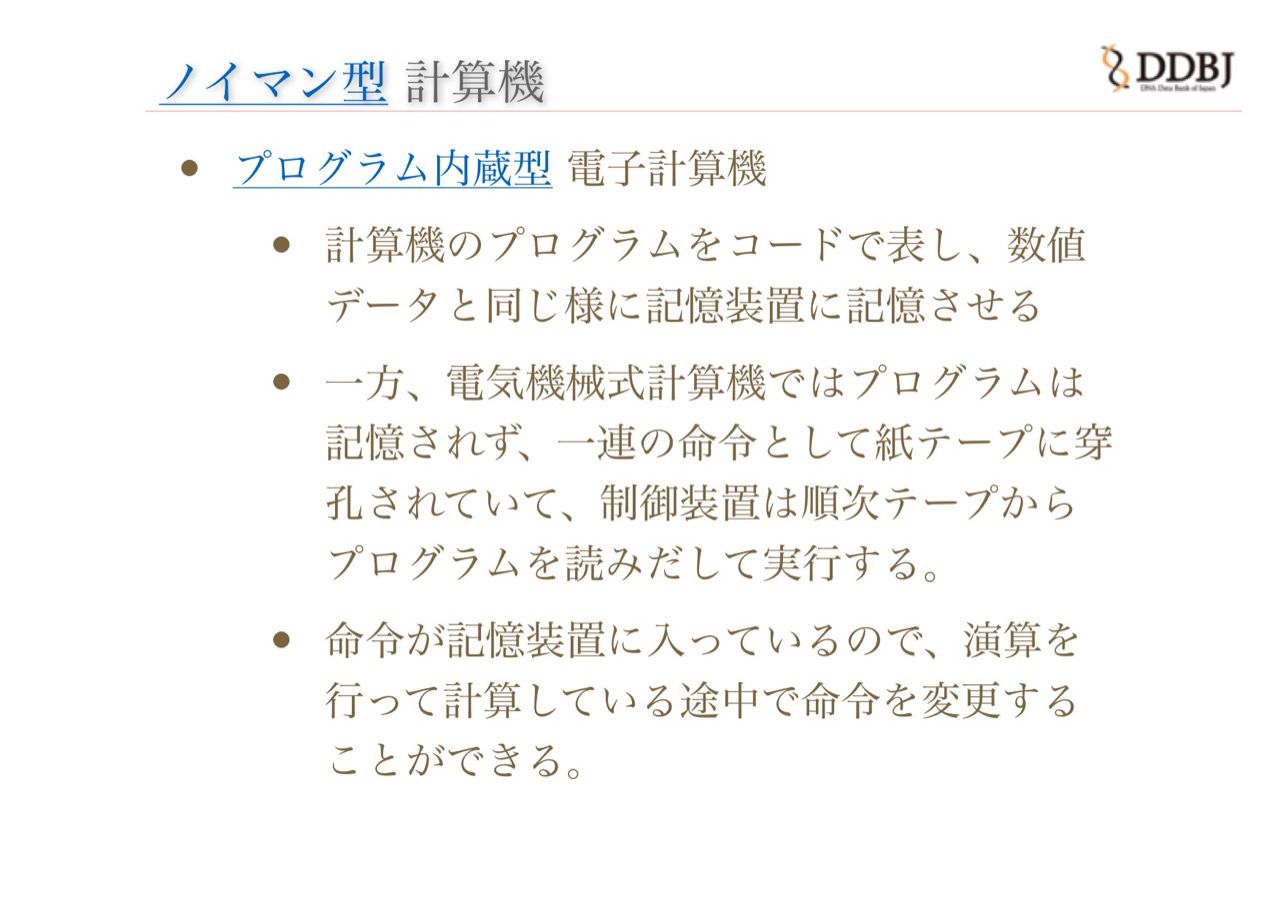 ノイマン型 計算機
DDBJ
DNA Data Bank of Japan
• プログラム内蔵型 電子計算機
• 計算機のプログラムをコードで表し、数値
データと同じ様に記憶装置に記憶させる
• 一方、電気機械式計算機ではプログラムは
記憶されず、一連の命令として紙テープに穿
孔されていて、制御装置は順次テープから
プログラムを読みだして実行する。
• 命令が記憶装置に入っているので、演算を
行って計算している途中で命令を変更する
ことができる。